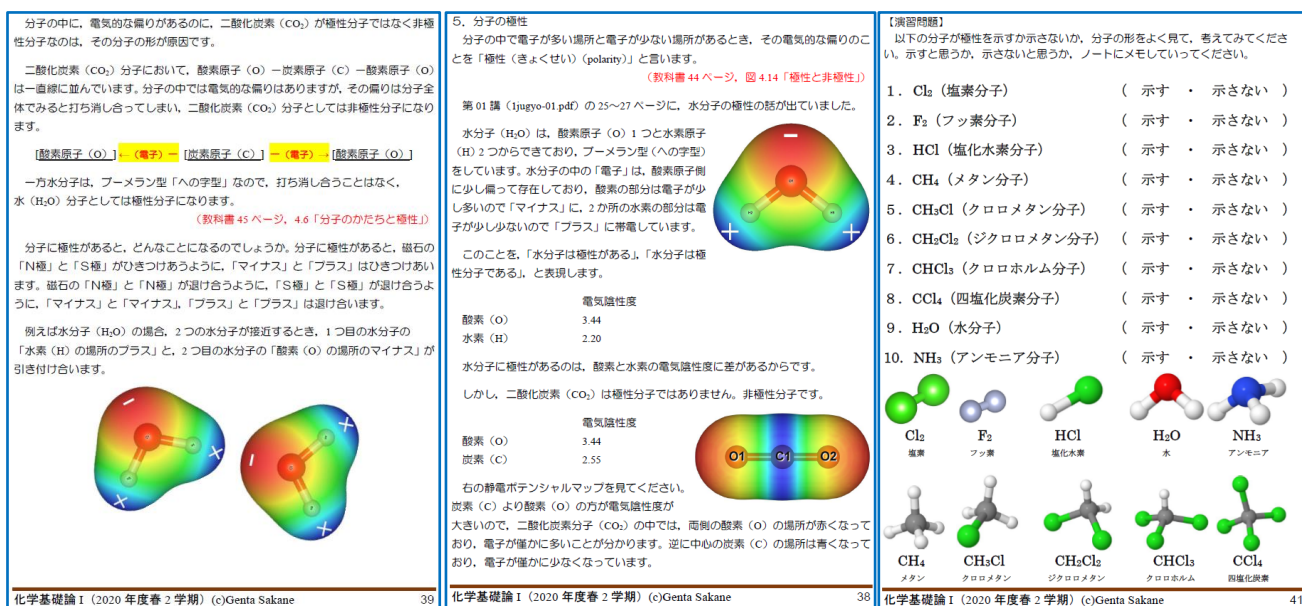 分子の中に，電気的な偏りがあるのに，二酸化炭素（CO₂）が極性分子ではなく非極
性分子なのは，その分子の形が原因です。
二酸化炭素（CO₂）分子において，酸素原子（O）―炭素原子（C）―酸素原子（O）
は一直線に並んでいます。分子の中では電気的な偏りはありますが，その偏りは分子全
体でみると打ち消し合ってしまい，二酸化炭素（CO₂）分子としては非極性分子になり
ます。
[酸素原子（O）]←（電子）― [炭素原子（C）] ―（電子）→[酸素原子（O）]
一方水分子は，ブーメラン型「への字型」なので，打ち消し合うことはなく，
水（H₂O）分子としては極性分子になります。
（教科書 45 ページ，4.6「分子のかたちと極性」）
分子に極性があると，どんなことになるのでしょうか。分子に極性があると，磁石の
「Ｎ極」と「Ｓ極」がひきつけあうように，「マイナス」と「プラス」はひきつけあい
ます。磁石の「Ｎ極」と「Ｎ極」が退け合うように，「Ｓ極」と「Ｓ極」が退け合うよう
に，「マイナス」と「マイナス」，「プラス」と「プラス」は退け合います。
例えば水分子（H₂O）の場合，2 つの水分子が接近するとき，1 つ目の水分子の
「水素（H）の場所のプラス」と，2 つ目の水分子の「酸素（O）の場所のマイナス」が
引き付け合います。
－
＋
＋
－
＋
＋
化学基礎論 I（2020 年度春 2 学期）(c)Genta Sakane 39
5．分子の極性
分子の中で電子が多い場所と電子が少ない場所があるとき，その電気的な偏りのこ
とを「極性（きょくせい）(polarity)」と言います。
（教科書 44 ページ，図 4.14「極性と非極性」）
第 01 講（1jugyo-01.pdf）の 25～27 ページに，水分子の極性の話が出ていました。
水分子（H₂O）は，酸素原子（O）1 つと水素原子
（H）2 つからできており，ブーメラン型（への字型）
をしています。水分子の中の「電子」は，酸素原子側
に少し偏って存在しており，酸素の部分は電子が少
し多いので「マイナス」に，2 か所の水素の部分は電
子が少し少ないので「プラス」に帯電しています。
－
＋
＋
このことを，「水分子は極性がある」，「水分子は極
性分子である」，と表現します。
電気陰性度
酸素（O） 3.44
水素（H） 2.20
水分子に極性があるのは，酸素と水素の電気陰性度に差があるからです。
しかし，二酸化炭素（CO₂）は極性分子ではありません。非極性分子です。
電気陰性度
酸素（O） 3.44
炭素（C） 2.55
O1 C1 O2
右の静電ポテンシャルマップを見てください。
炭素（C）より酸素（O）の方が電気陰性度が
大きいので，二酸化炭素分子（CO₂）の中では，両側の酸素（O）の場所が赤くなって
おり，電子が僅かに多いことが分かります。逆に中心の炭素（C）の場所は青くなって
おり，電子が僅かに少なくなっています。
化学基礎論 I（2020 年度春 2 学期）(c)Genta Sakane 38
【演習問題】
以下の分子が極性を示すか示さないか，分子の形をよく見て，考えてみてくださ
い。示すと思うか，示さないと思うか，ノートにメモしていってください。
1．Cl₂（塩素分子） （ 示す ・ 示さない ）
2．F₂（フッ素分子） （ 示す ・ 示さない ）
3．HCl（塩化水素分子） （ 示す ・ 示さない ）
4．CH₄（メタン分子） （ 示す ・ 示さない ）
5．CH₃Cl（クロロメタン分子） （ 示す ・ 示さない ）
6．CH₂Cl₂（ジクロロメタン分子） （ 示す ・ 示さない ）
7．CHCl₃（クロロホルム分子） （ 示す ・ 示さない ）
8．CCl₄（四塩化炭素分子） （ 示す ・ 示さない ）
9．H₂O（水分子） （ 示す ・ 示さない ）
10．NH₃（アンモニア分子） （ 示す ・ 示さない ）
Cl₂ F₂ HCl H₂O NH₃
塩素 フッ素 塩化水素 水 アンモニア
CH₄ CH₃Cl CH₂Cl₂ CHCl₃ CCl₄
メタン クロロメタン ジクロロメタン クロロホルム 四塩化炭素
化学基礎論 I（2020 年度春 2 学期）(c)Genta Sakane 41